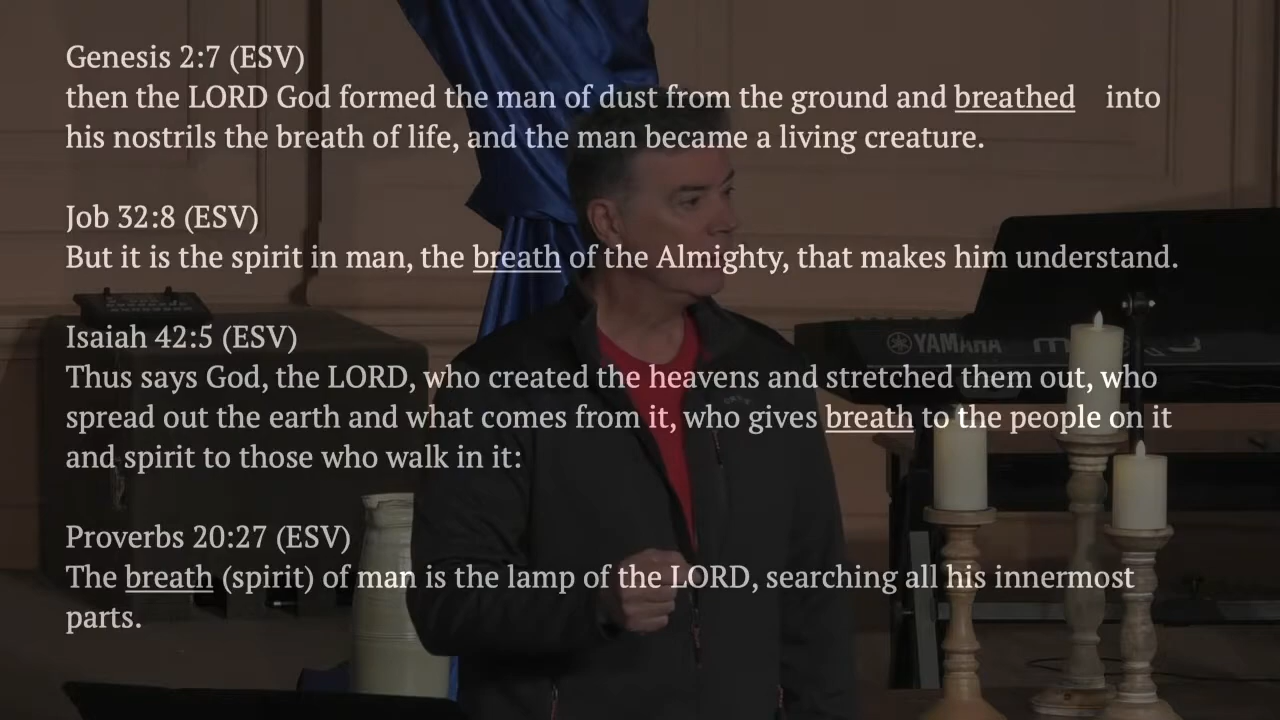 Genesis 2:7 (ESV)
then the LORD God formed the man of dust from the ground and breathed into
his nostrils the breath of life, and the man became a living creature.
Job 32:8 (ESV)
But it is the spirit in man, the breath of the Almighty, that makes him understand.
Isaiah 42:5 (ESV)
Thus says God, the LORD, who created the heavens and stretched them out, who
spread out the earth and what comes from it, who gives breath to the people on it
and spirit to those who walk in it:
Proverbs 20:27 (ESV)
The breath (spirit) of man is the lamp of the LORD, searching all his innermost
parts.
YAMAHA